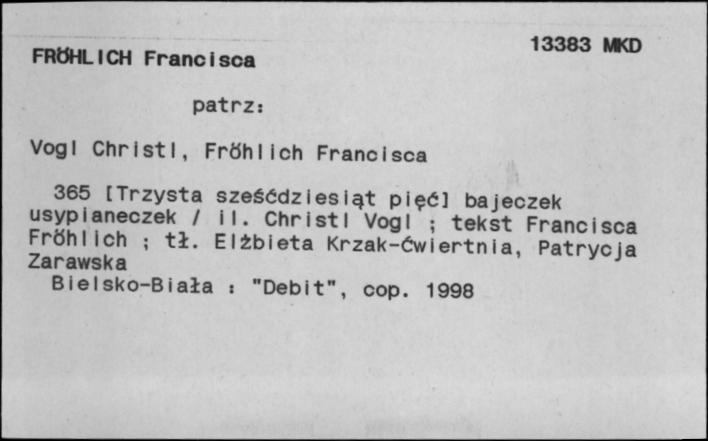 13383 MKD
FRÖHLICH Francisca
patrz:
Vogl Christl, Fröhlich Francisca
365 [Trzysta sześćdziesiąt pięć] bajeczek
usypianeczek / il. Christl Vogl ; tekst Francisca
Fröhlich ; tł. Elżbieta Krzak-Ćwiertnia, Patrycja
Zarawska
Bielsko-Biała : "Debit", cop. 1998